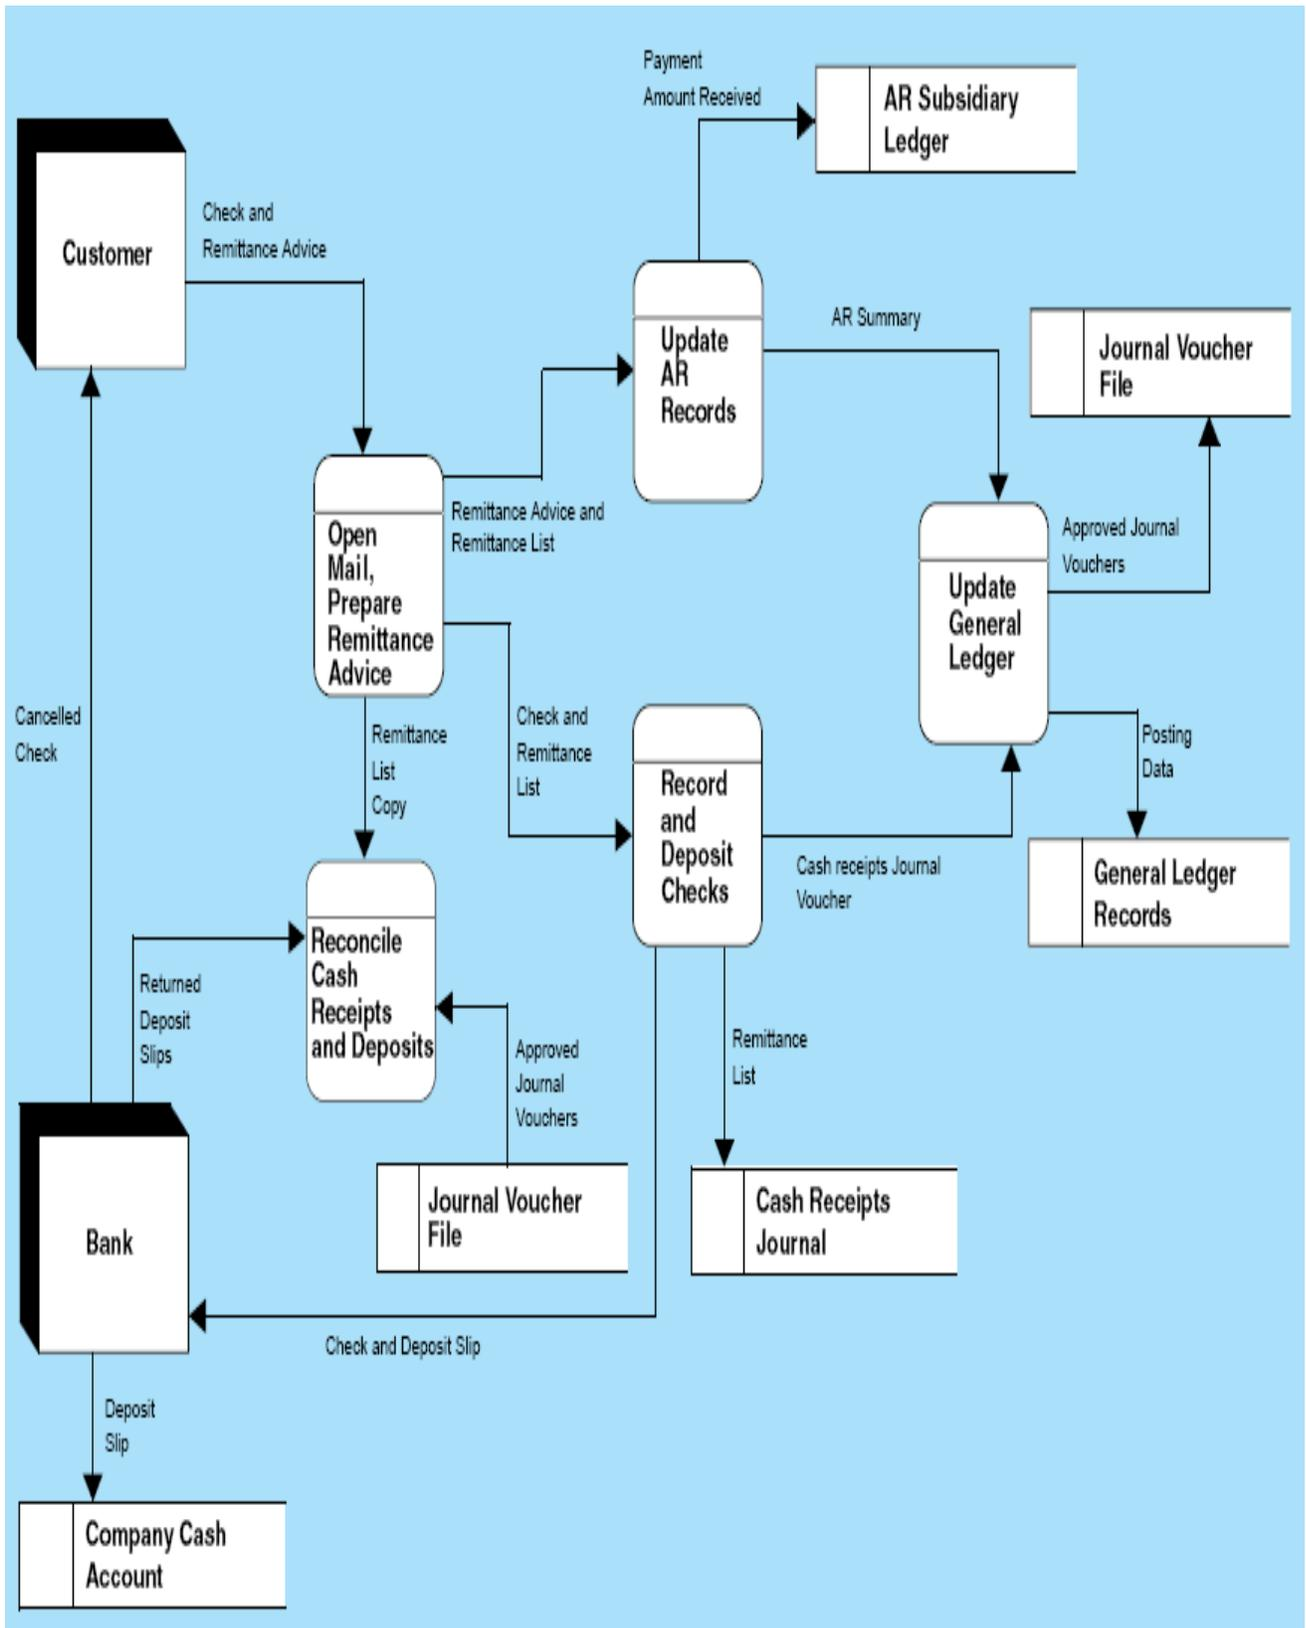 Payment
Amount Received
AR Subsidiary
Ledger
Customer
Check and
Remittance Advice
Update
AR
Records
AR Summary
Journal Voucher
File
Open
Mail,
Prepare
Remittance
Advice
Remittance Advice and
Remittance List
Approved Journal
Vouchers
Update
General
Ledger
Cancelled
Check
Remittance
List
Copy
Check and
Remittance
List
Record
and
Deposit
Checks
Posting
Data
Cash receipts Journal
Voucher
General Ledger
Records
Returned
Deposit
Slips
Reconcile
Cash
Receipts
and Deposits
Approved
Journal
Vouchers
Remittance
List
Bank
Journal Voucher
File
Cash Receipts
Journal
Check and Deposit Slip
Deposit
Slip
Company Cash
Account